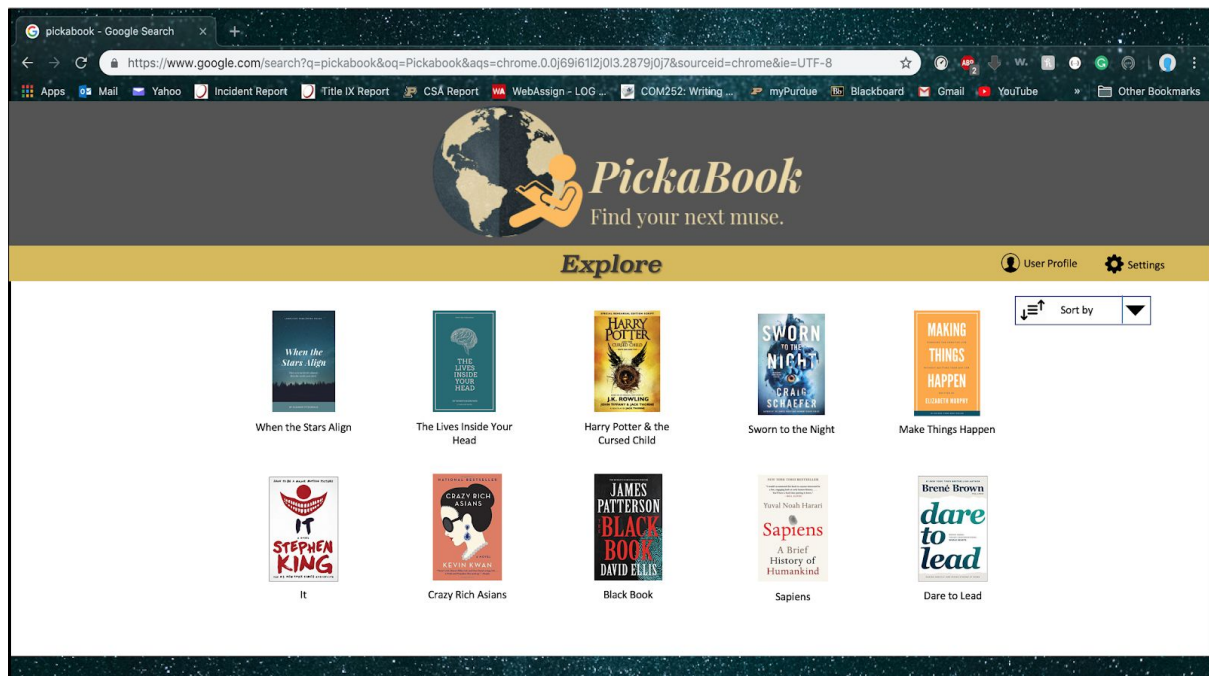 pickabook - Google Search
https://www.google.com/search?q=pickabook&oq=Pickabook&aqs=chrome.0.0j69i61l2j0l3.2879j0j7&sourceid=chrome&ie=UTF-8
Apps Mail Yahoo Incident Report Title IX Report CSA Report WebAssign - LOG ... COM252: Writing ... myPurdue Blackboard Gmail YouTube » Other Bookmarks
PickaBook
Find your next muse.
Explore
User Profile
Settings
Sort by
When the
Stars Align
THE
LIVES
INSIDE
YOUR
HEAD
HARRY
POTTER
CURSED CHILD
J.K. ROWLING
SWORN
TO THE
NIGHT
CRAIG
SCHAEFER
MAKING
THINGS
HAPPEN
ELIZABETH MURPHY
When the Stars Align
The Lives Inside Your
Head
Harry Potter & the
Cursed Child
Sworn to the Night
Make Things Happen
IT
STEPHEN
KING
NATIONAL BESTSELLER
CRAZY RICH
ASIANS
KEVIN KWAN
JAMES
PATTERSON
THE BLACK
BOOK
DAVID ELLIS
Yuval Noah Harari
Sapiens
A Brief
History of
Humankind
Brené Brown
dare
to
lead
It
Crazy Rich Asians
Black Book
Sapiens
Dare to Lead